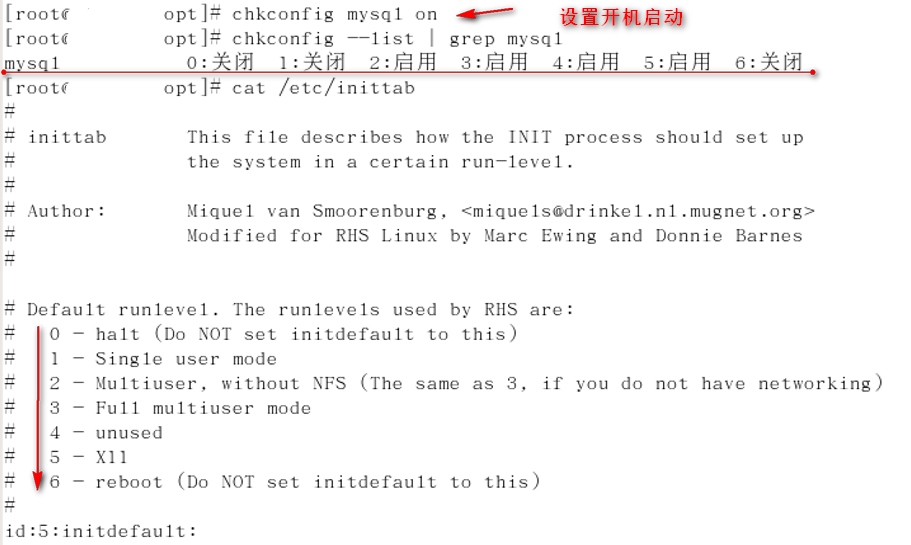 [root@ opt]# chkconfig mysql on 设置开机启动
[root@ opt]# chkconfig --list | grep mysql
mysql 0:关闭 1:关闭 2:启用 3:启用 4:启用 5:启用 6:关闭
[root@ opt]# cat /etc/inittab
#
# inittab This file describes how the INIT process should set up
# the system in a certain run-level.
#
# Author: Miquel van Smoorenburg, <miquels@drinkel.nl.mugnet.org>
# Modified for RHS Linux by Marc Ewing and Donnie Barnes
#
# Default runlevel. The runlevels used by RHS are:
# 0 - halt (Do NOT set initdefault to this)
# 1 - Single user mode
# 2 - Multiuser, without NFS (The same as 3, if you do not have networking)
# 3 - Full multiuser mode
# 4 - unused
# 5 - X11
# 6 - reboot (Do NOT set initdefault to this)
#
id:5:initdefault: